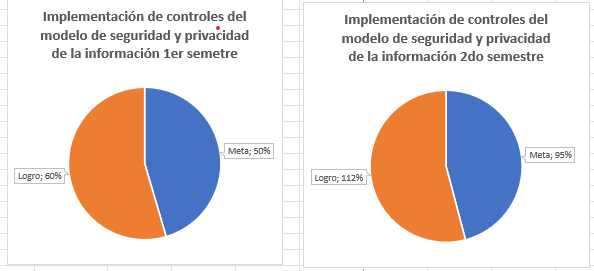 Implementación de controles del
modelo de seguridad y privacidad
de la información 1er semetre
Meta; 50%
Logro; 60%
Implementación de controles del
modelo de seguridad y privacidad
de la información 2do semestre
Meta; 95%
Logro; 112%